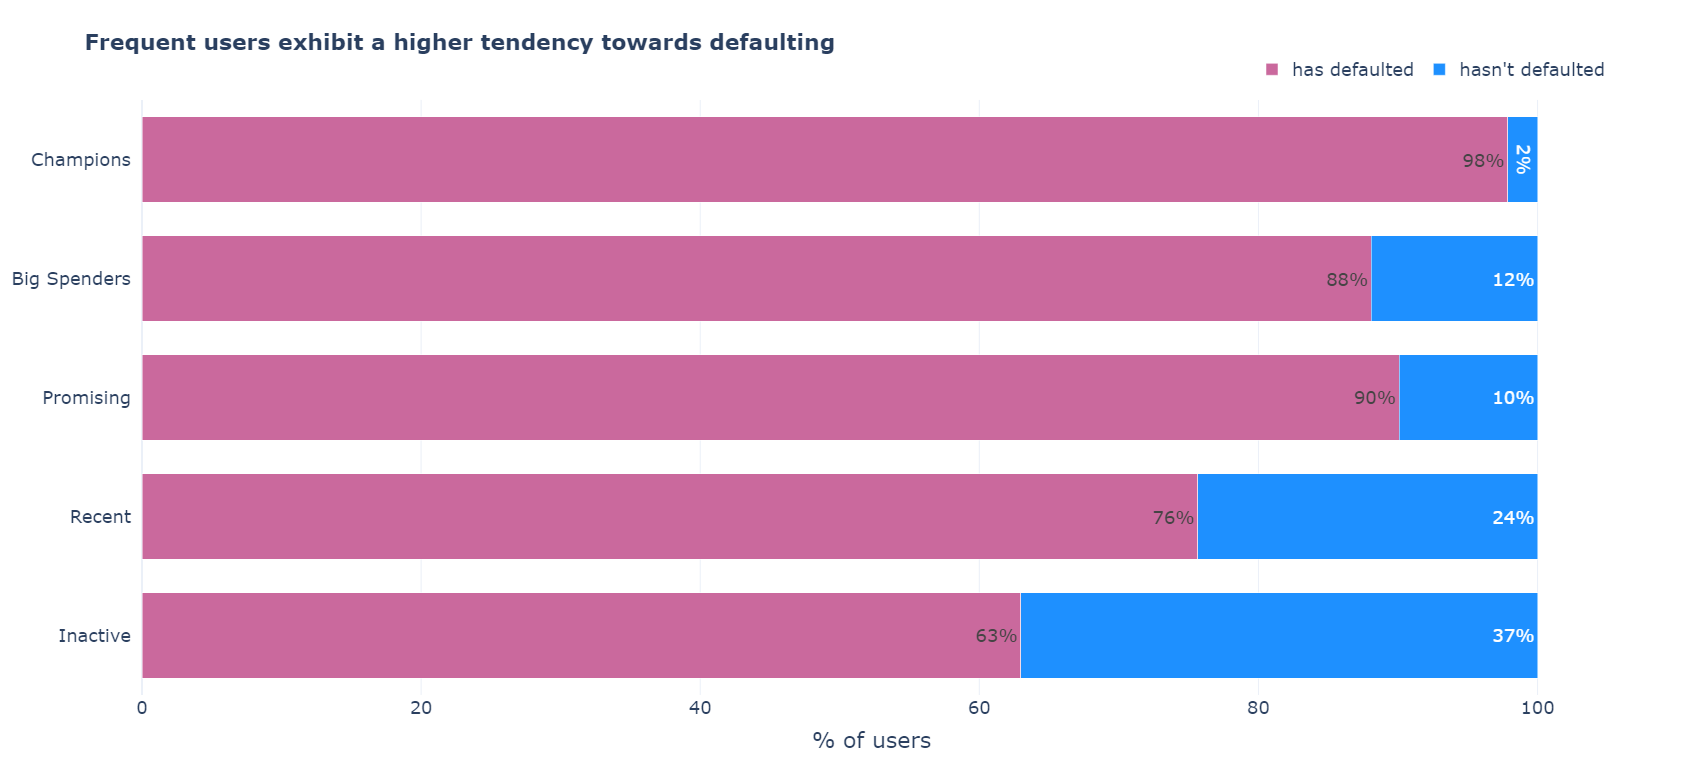 Frequent users exhibit a higher tendency towards defaulting
has defaulted
hasn't defaulted
Champions
98%
2%
Big Spenders
88%
12%
Promising
90%
10%
Recent
76%
24%
Inactive
63%
37%
0
20
40
60
80
100
% of users